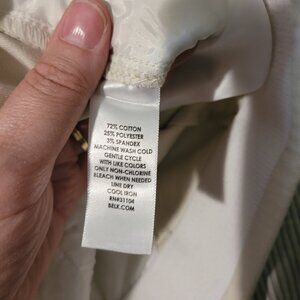 72% COTTON
25% POLYESTER
3% SPANDEX
MACHINE WASH COLD
GENTLE CYCLE
WITH LIKE COLORS
ONLY NON-CHLORINE
BLEACH WHEN NEEDED
LINE DRY
COOL IRON
RN#31104
BELK.COM